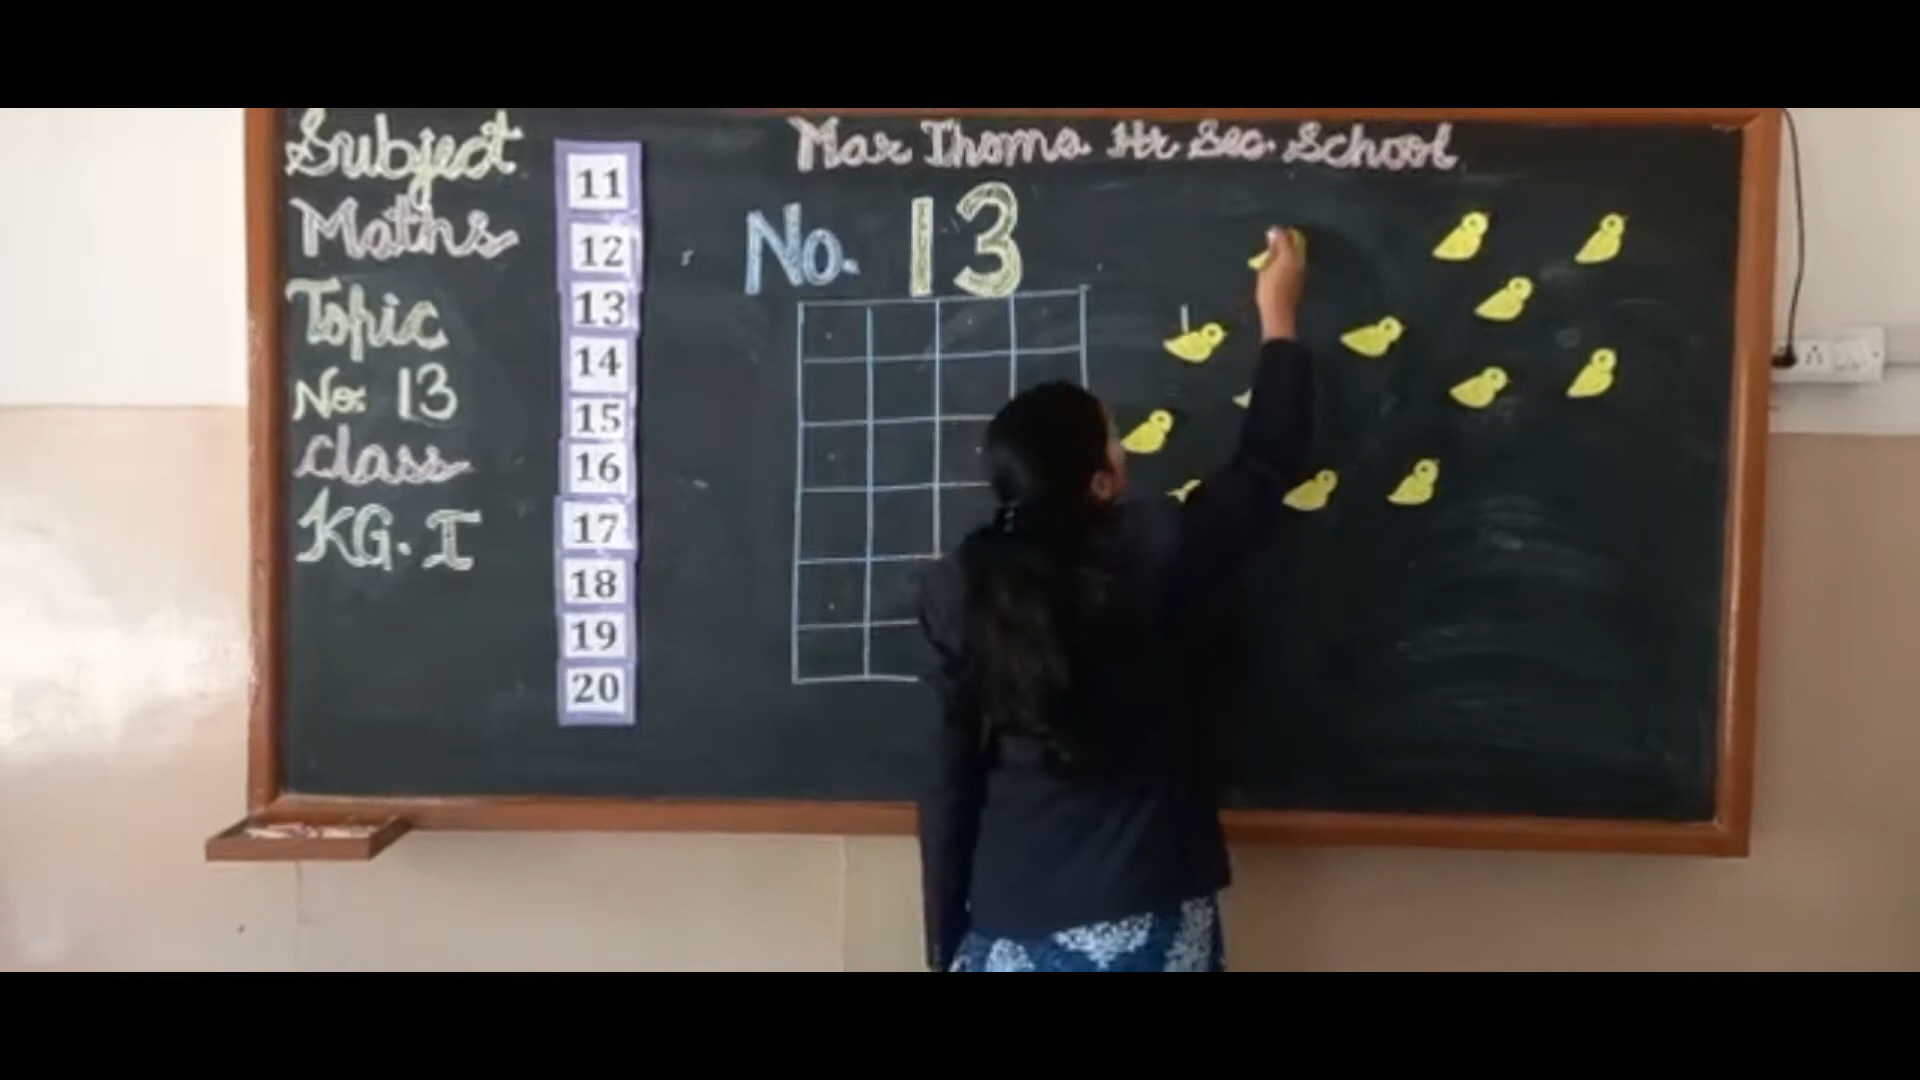 Subject
Maths
Topic
No: 13
class
KG. I
11
12
13
14
15
16
17
18
19
20
Mar Thoma Hr Sec. School
No. 13
1